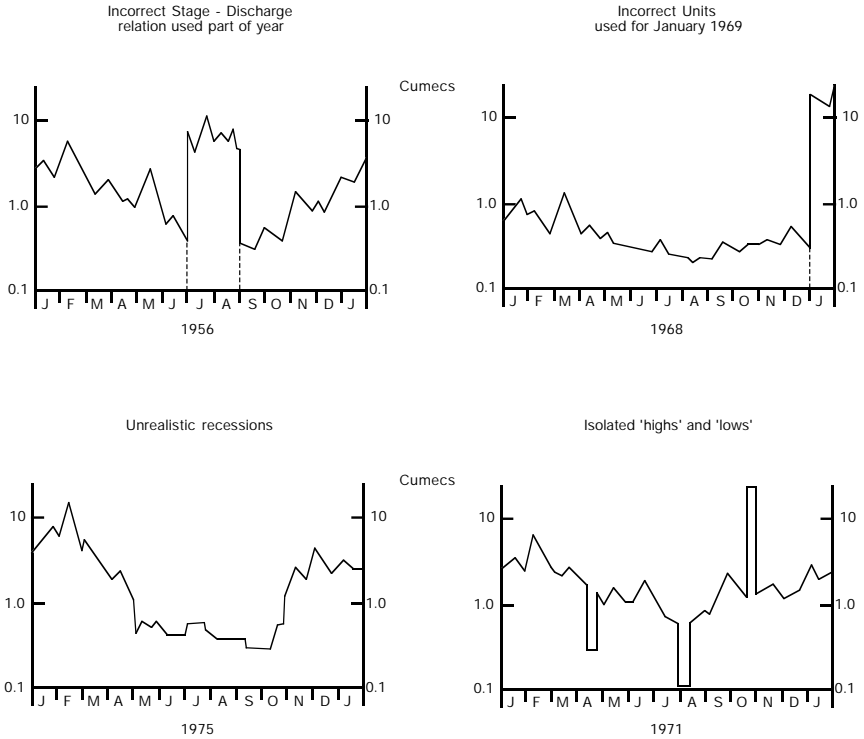 Incorrect Stage - Discharge
relation used part of year
Cumecs
10
10
1.0
1.0
0.1
0.1
J F M A M J J A S O N D J
1956
Incorrect Units
used for January 1969
10
10
1.0
1.0
0.1
0.1
J F M A M J J A S O N D J
1968
Unrealistic recessions
Cumecs
10
10
1.0
1.0
0.1
0.1
J F M A M J J A S O N D J
1975
Isolated 'highs' and 'lows'
10
10
1.0
1.0
0.1
0.1
J F M A M J J A S O N D J
1971